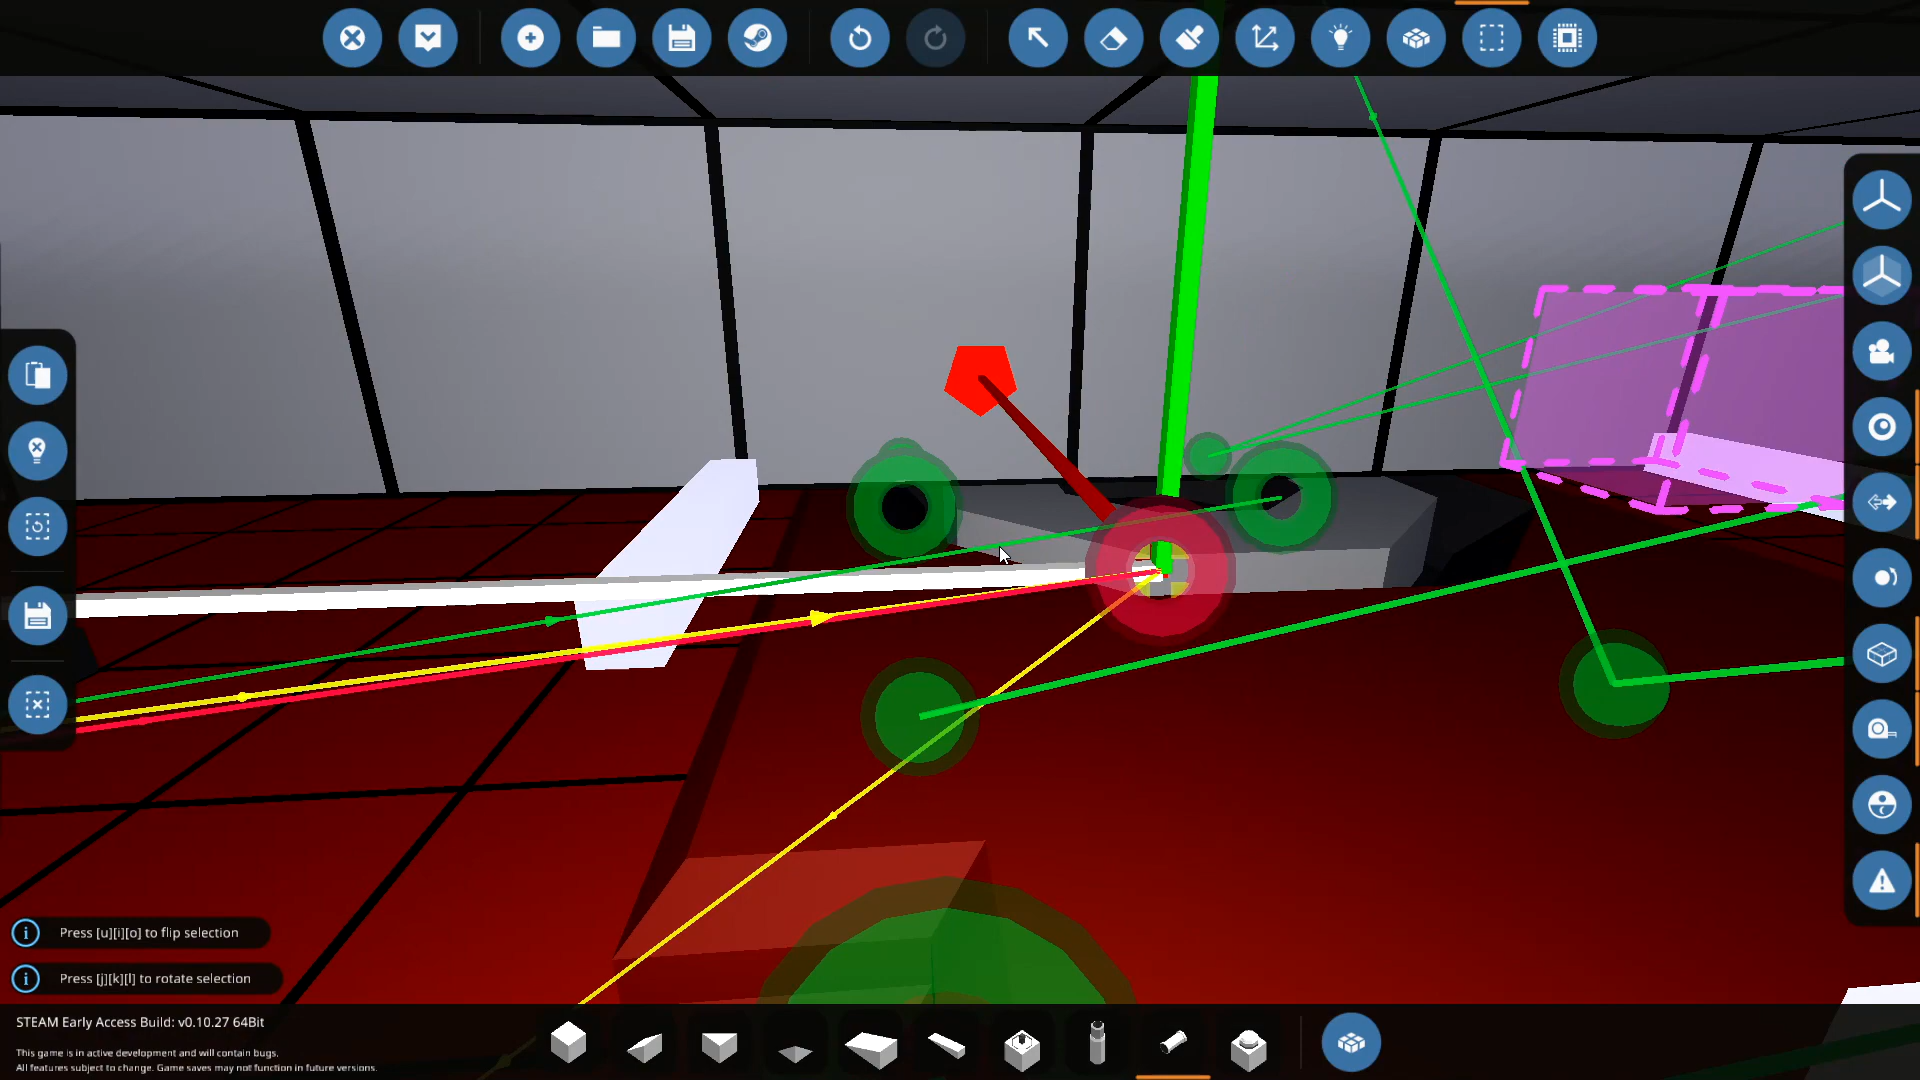 Press [u][i][o] to flip selection
Press [j][k][l] to rotate selection
STEAM Early Access Build: v0.10.27 64Bit
This game is in active development and will contain bugs.
All features subject to change. Game saves may not function in future versions.